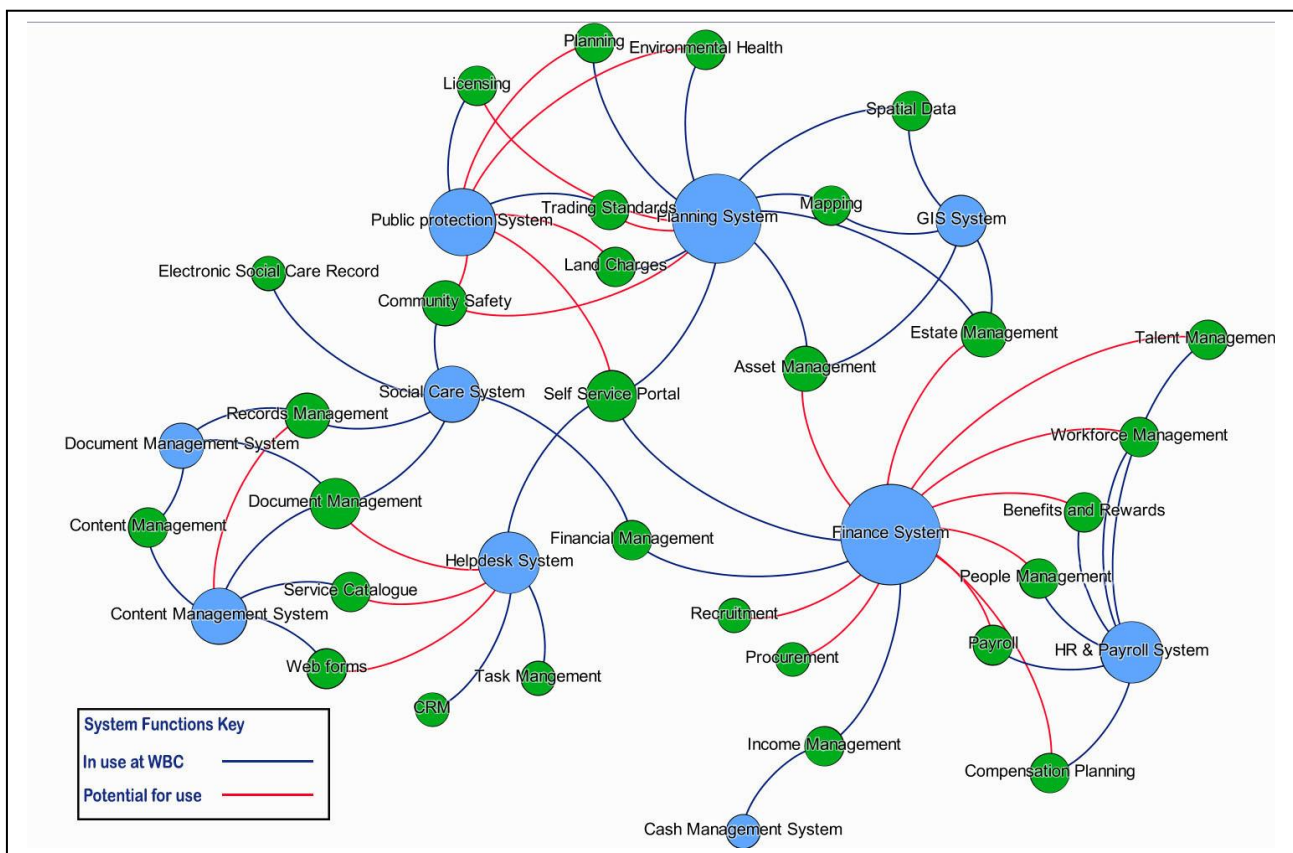 Planning
Environmental Health
Licensing
Spatial Data
Trading Standards
Planning System
Mapping
GIS System
Public protection System
Land Charges
Electronic Social Care Record
Community Safety
Estate Management
Talent Management
Asset Management
Social Care System
Self Service Portal
Records Management
Document Management System
Workforce Management
Document Management
Benefits and Rewards
Content Management
Financial Management
Finance System
Helpdesk System
People Management
Service Catalogue
Content Management System
Recruitment
Payroll
HR & Payroll System
Procurement
Web forms
Task Mangement
CRM
Income Management
Compensation Planning
Cash Management System
System Functions Key
In use at WBC
Potential for use